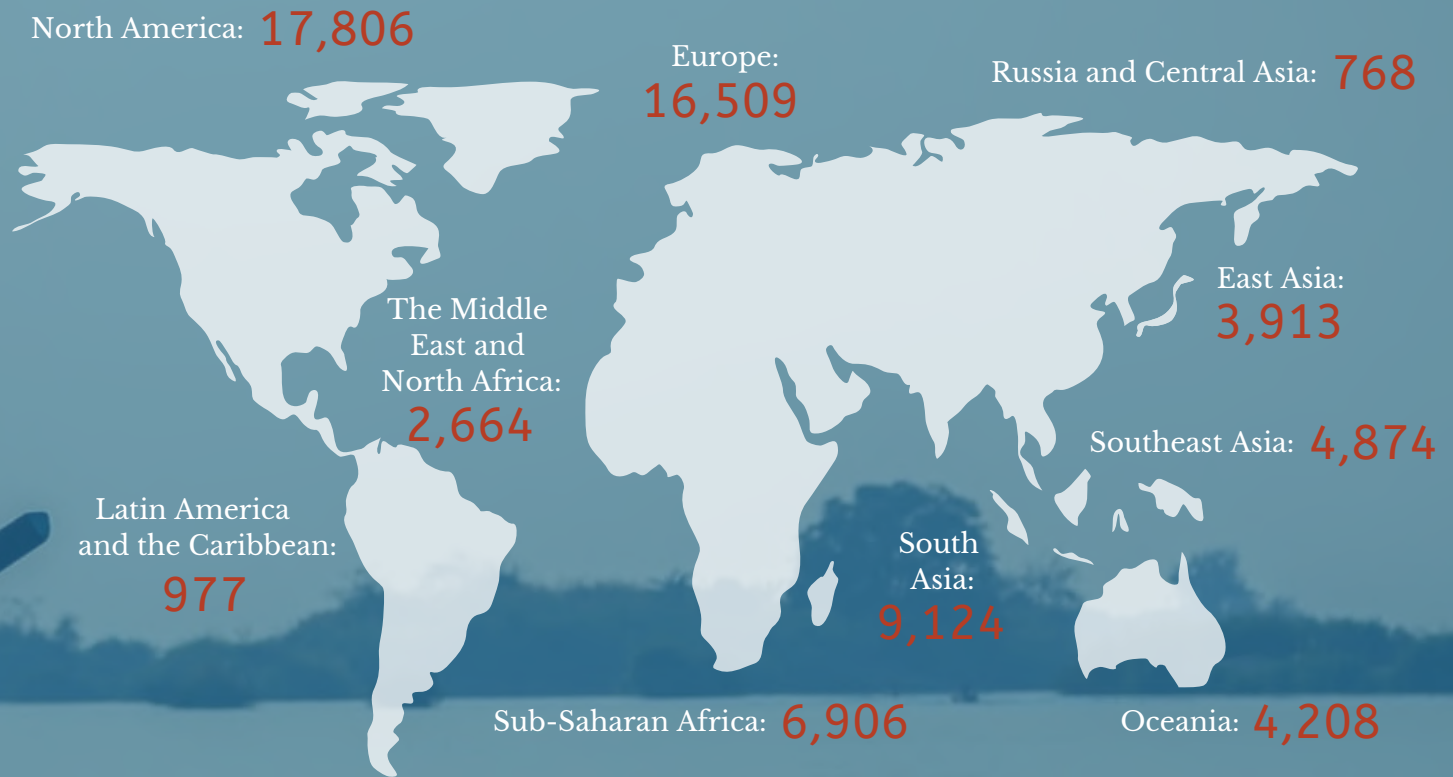 North America: 17,806
Europe:
16,509
Russia and Central Asia: 768
East Asia:
3,913
The Middle
East and
North Africa:
2,664
Southeast Asia: 4,874
Latin America
and the Caribbean:
977
South
Asia:
9,124
Sub-Saharan Africa: 6,906
Oceania: 4,208